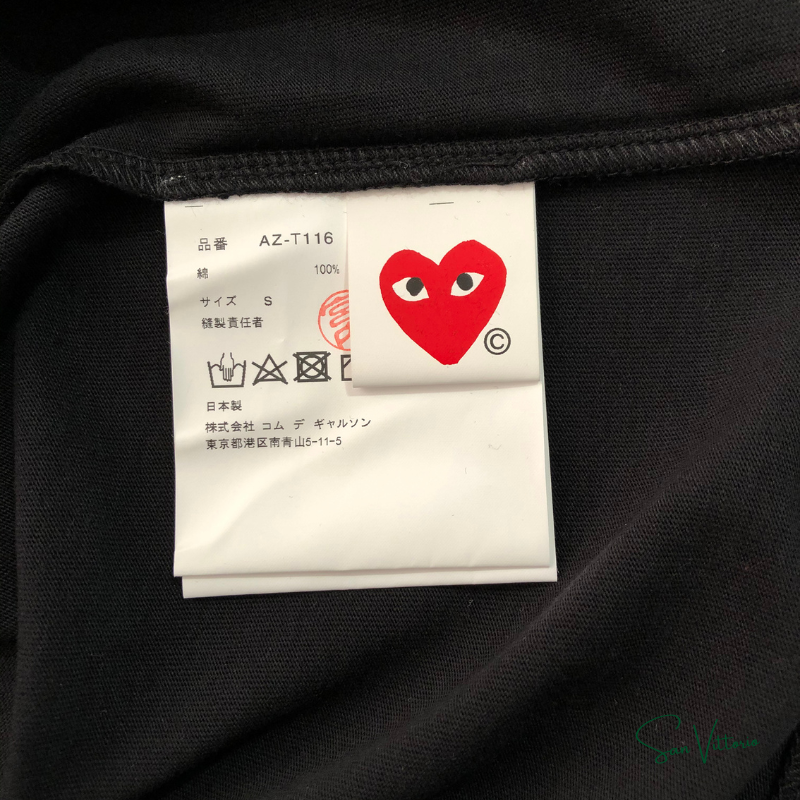 品番 AZ-T116
綿 100%
サイズ S
縫製責任者
日本製
株式会社 コム デ ギャルソン
東京都港区南青山5-11-5
©
San Vittorio